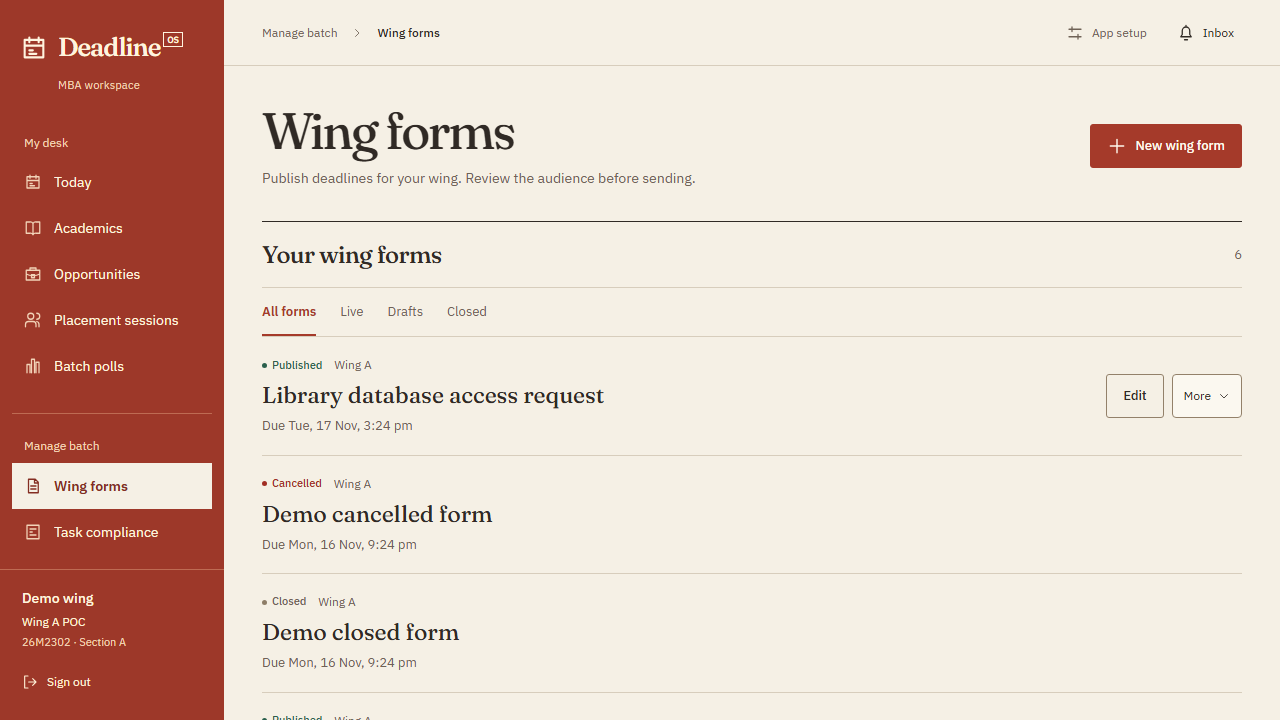 Deadline OS
MBA workspace
My desk
Today
Academics
Opportunities
Placement sessions
Batch polls
Manage batch
Wing forms
Task compliance
Demo wing
Wing A POC
26M2302 · Section A
Sign out
Manage batch
Wing forms
App setup
Inbox
Wing forms
Publish deadlines for your wing. Review the audience before sending.
New wing form
Your wing forms
6
All forms Live Drafts Closed
Published Wing A
Library database access request
Due Tue, 17 Nov, 3:24 pm
Edit
More
Cancelled Wing A
Demo cancelled form
Due Mon, 16 Nov, 9:24 pm
Closed Wing A
Demo closed form
Due Mon, 16 Nov, 9:24 pm
Published Wing A